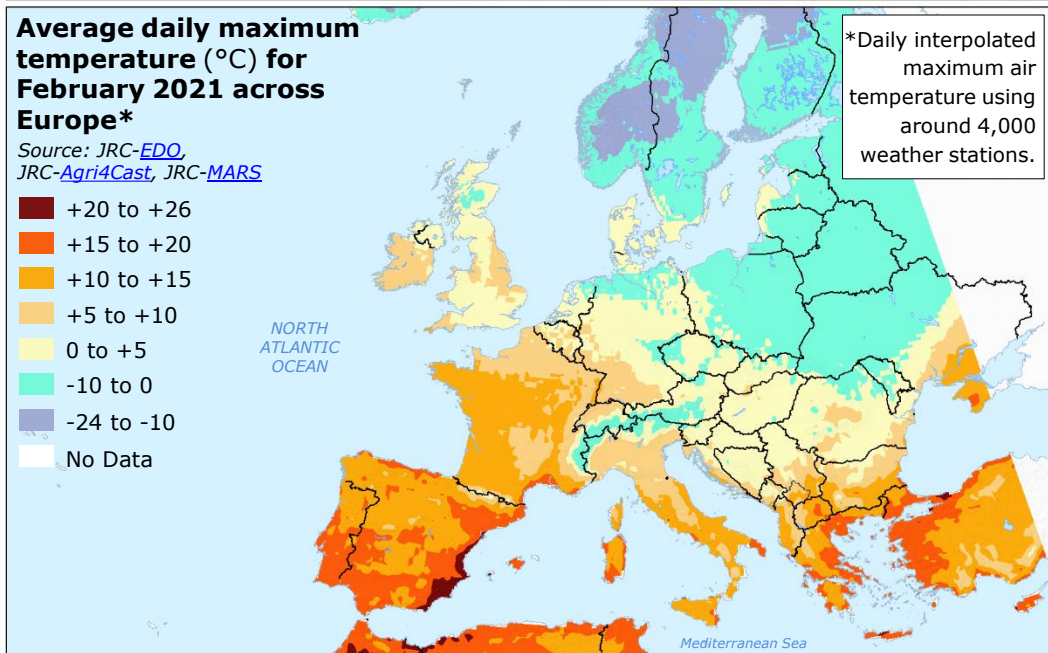 Average daily maximum
temperature (°C) for
February 2021 across
Europe*
Source: JRC-EDO,
JRC-Agri4Cast, JRC-MARS
+20 to +26
+15 to +20
+10 to +15
+5 to +10
0 to +5
-10 to 0
-24 to -10
No Data
*Daily interpolated
maximum air
temperature using
around 4,000
weather stations.
NORTH
ATLANTIC
OCEAN
Mediterranean Sea